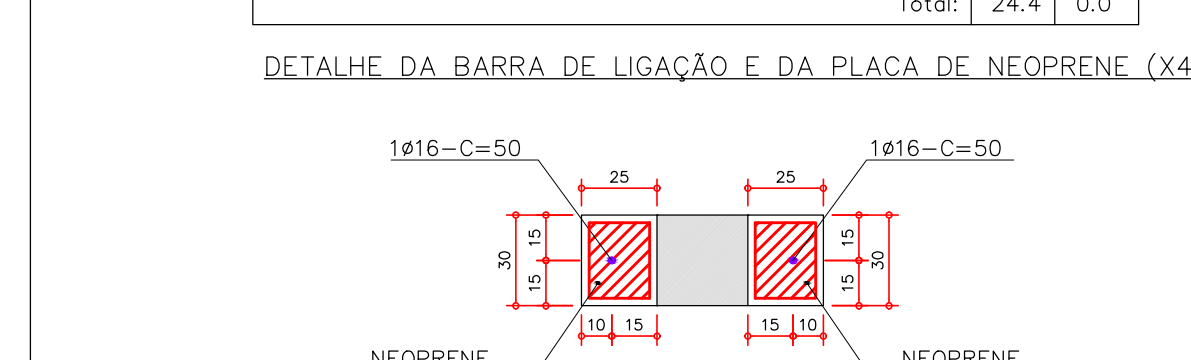 Total: 24.4 0.0
DETALHE DA BARRA DE LIGAÇÃO E DA PLACA DE NEOPRENE (X4
1ø16-C=50 1ø16-C=50
25 25
15 15
30 30
15 15
10 15 15 10
NEOPRENE NEOPRENE